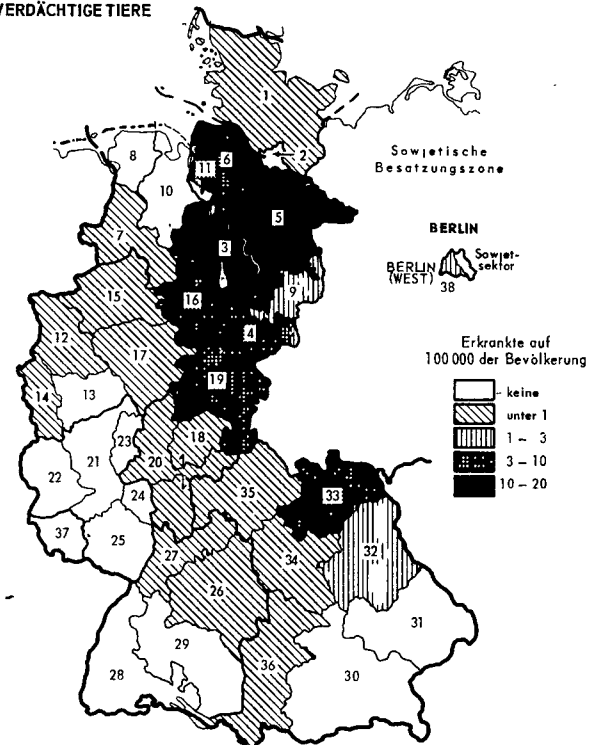 VERDÄCHTIGE TIERE
1
2
8
6
11
10
Sowjetische
Besatzungszone
5
7
3
BERLIN
BERLIN
(WEST)
Sowjet-
sektor
38
9
15
16
4
12
17
Erkrankte auf
100 000 der Bevölkerung
19
14
13
keine
unter 1
1 – 3
3 – 10
10 – 20
23
18
20
21
22
24
35
33
37
25
27
34
32
26
31
29
36
30
28